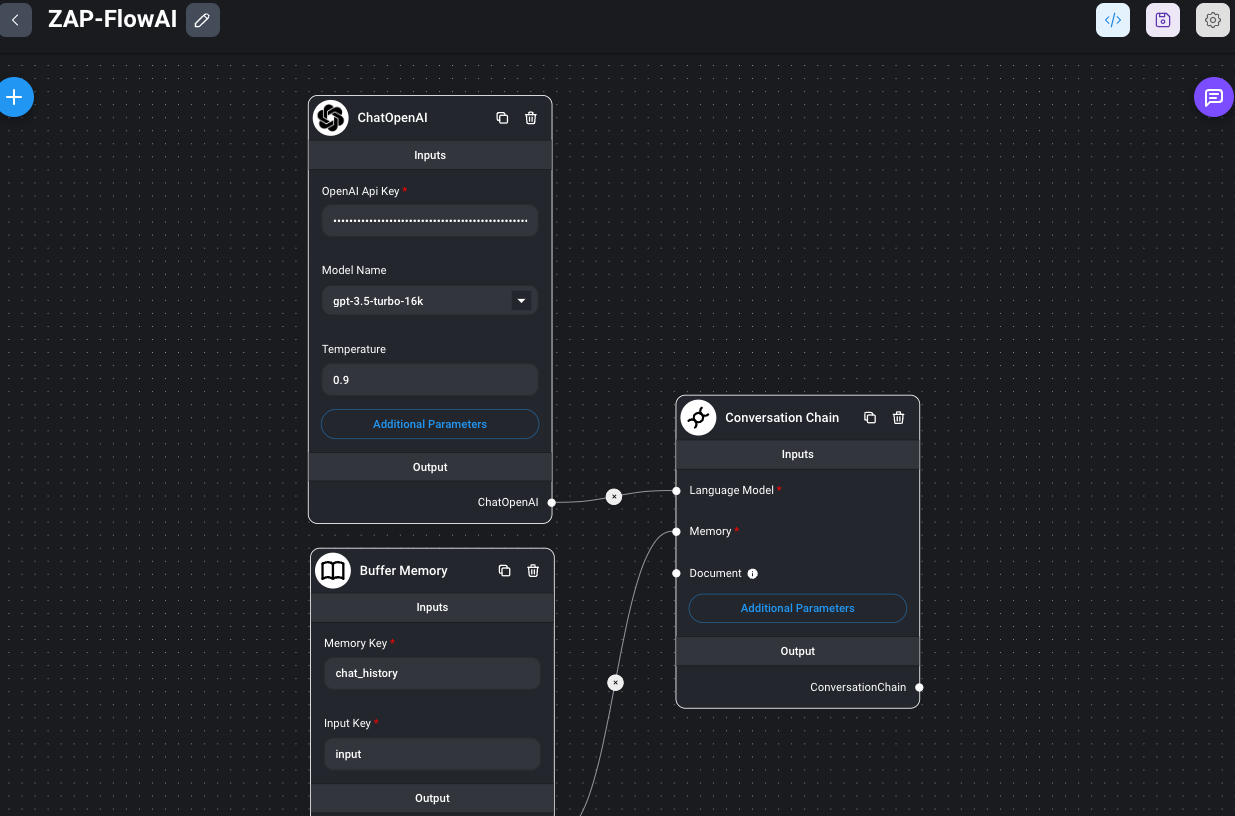 ZAP-FlowAI
ChatOpenAI
Inputs
OpenAI Api Key *
Model Name
gpt-3.5-turbo-16k
Temperature
0.9
Additional Parameters
Output
ChatOpenAI
Buffer Memory
Inputs
Memory Key *
chat_history
Input Key *
input
Output
Conversation Chain
Inputs
Language Model *
Memory *
Document
Additional Parameters
Output
ConversationChain